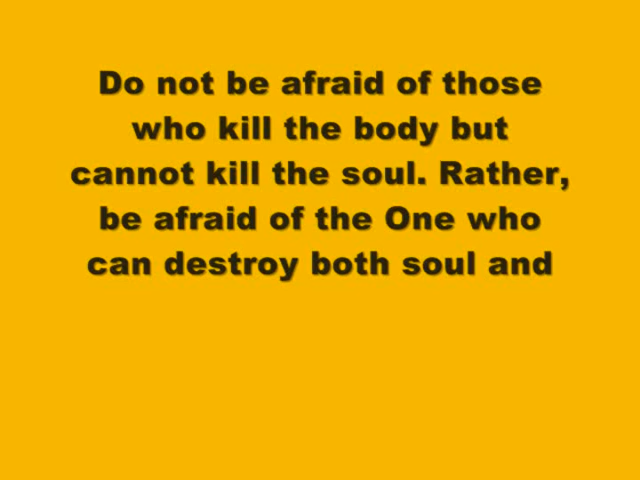 Do not be afraid of those
who kill the body but
cannot kill the soul. Rather,
be afraid of the One who
can destroy both soul and